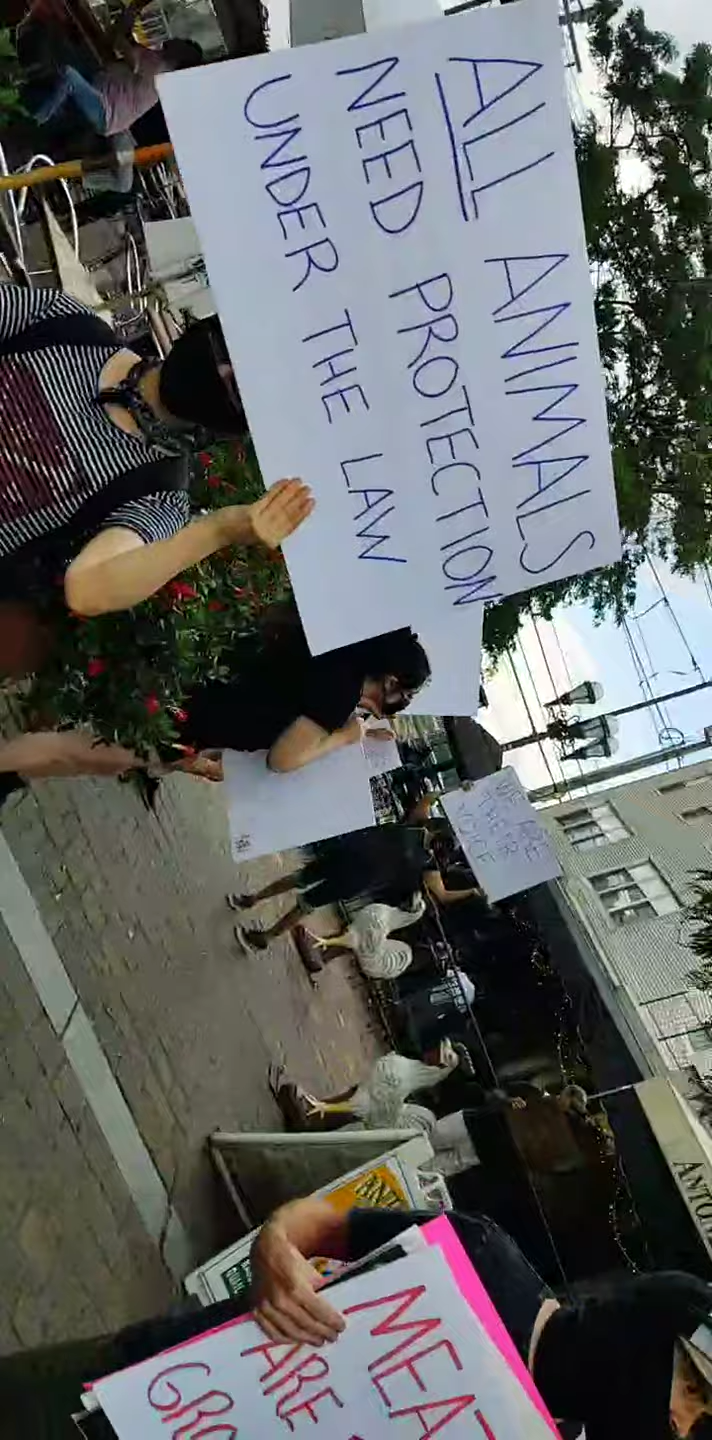 ALL ANIMALS
NEED PROTECTION
UNDER THE LAW
WE ARE
THEIR
VOICE
MEAT
ARE